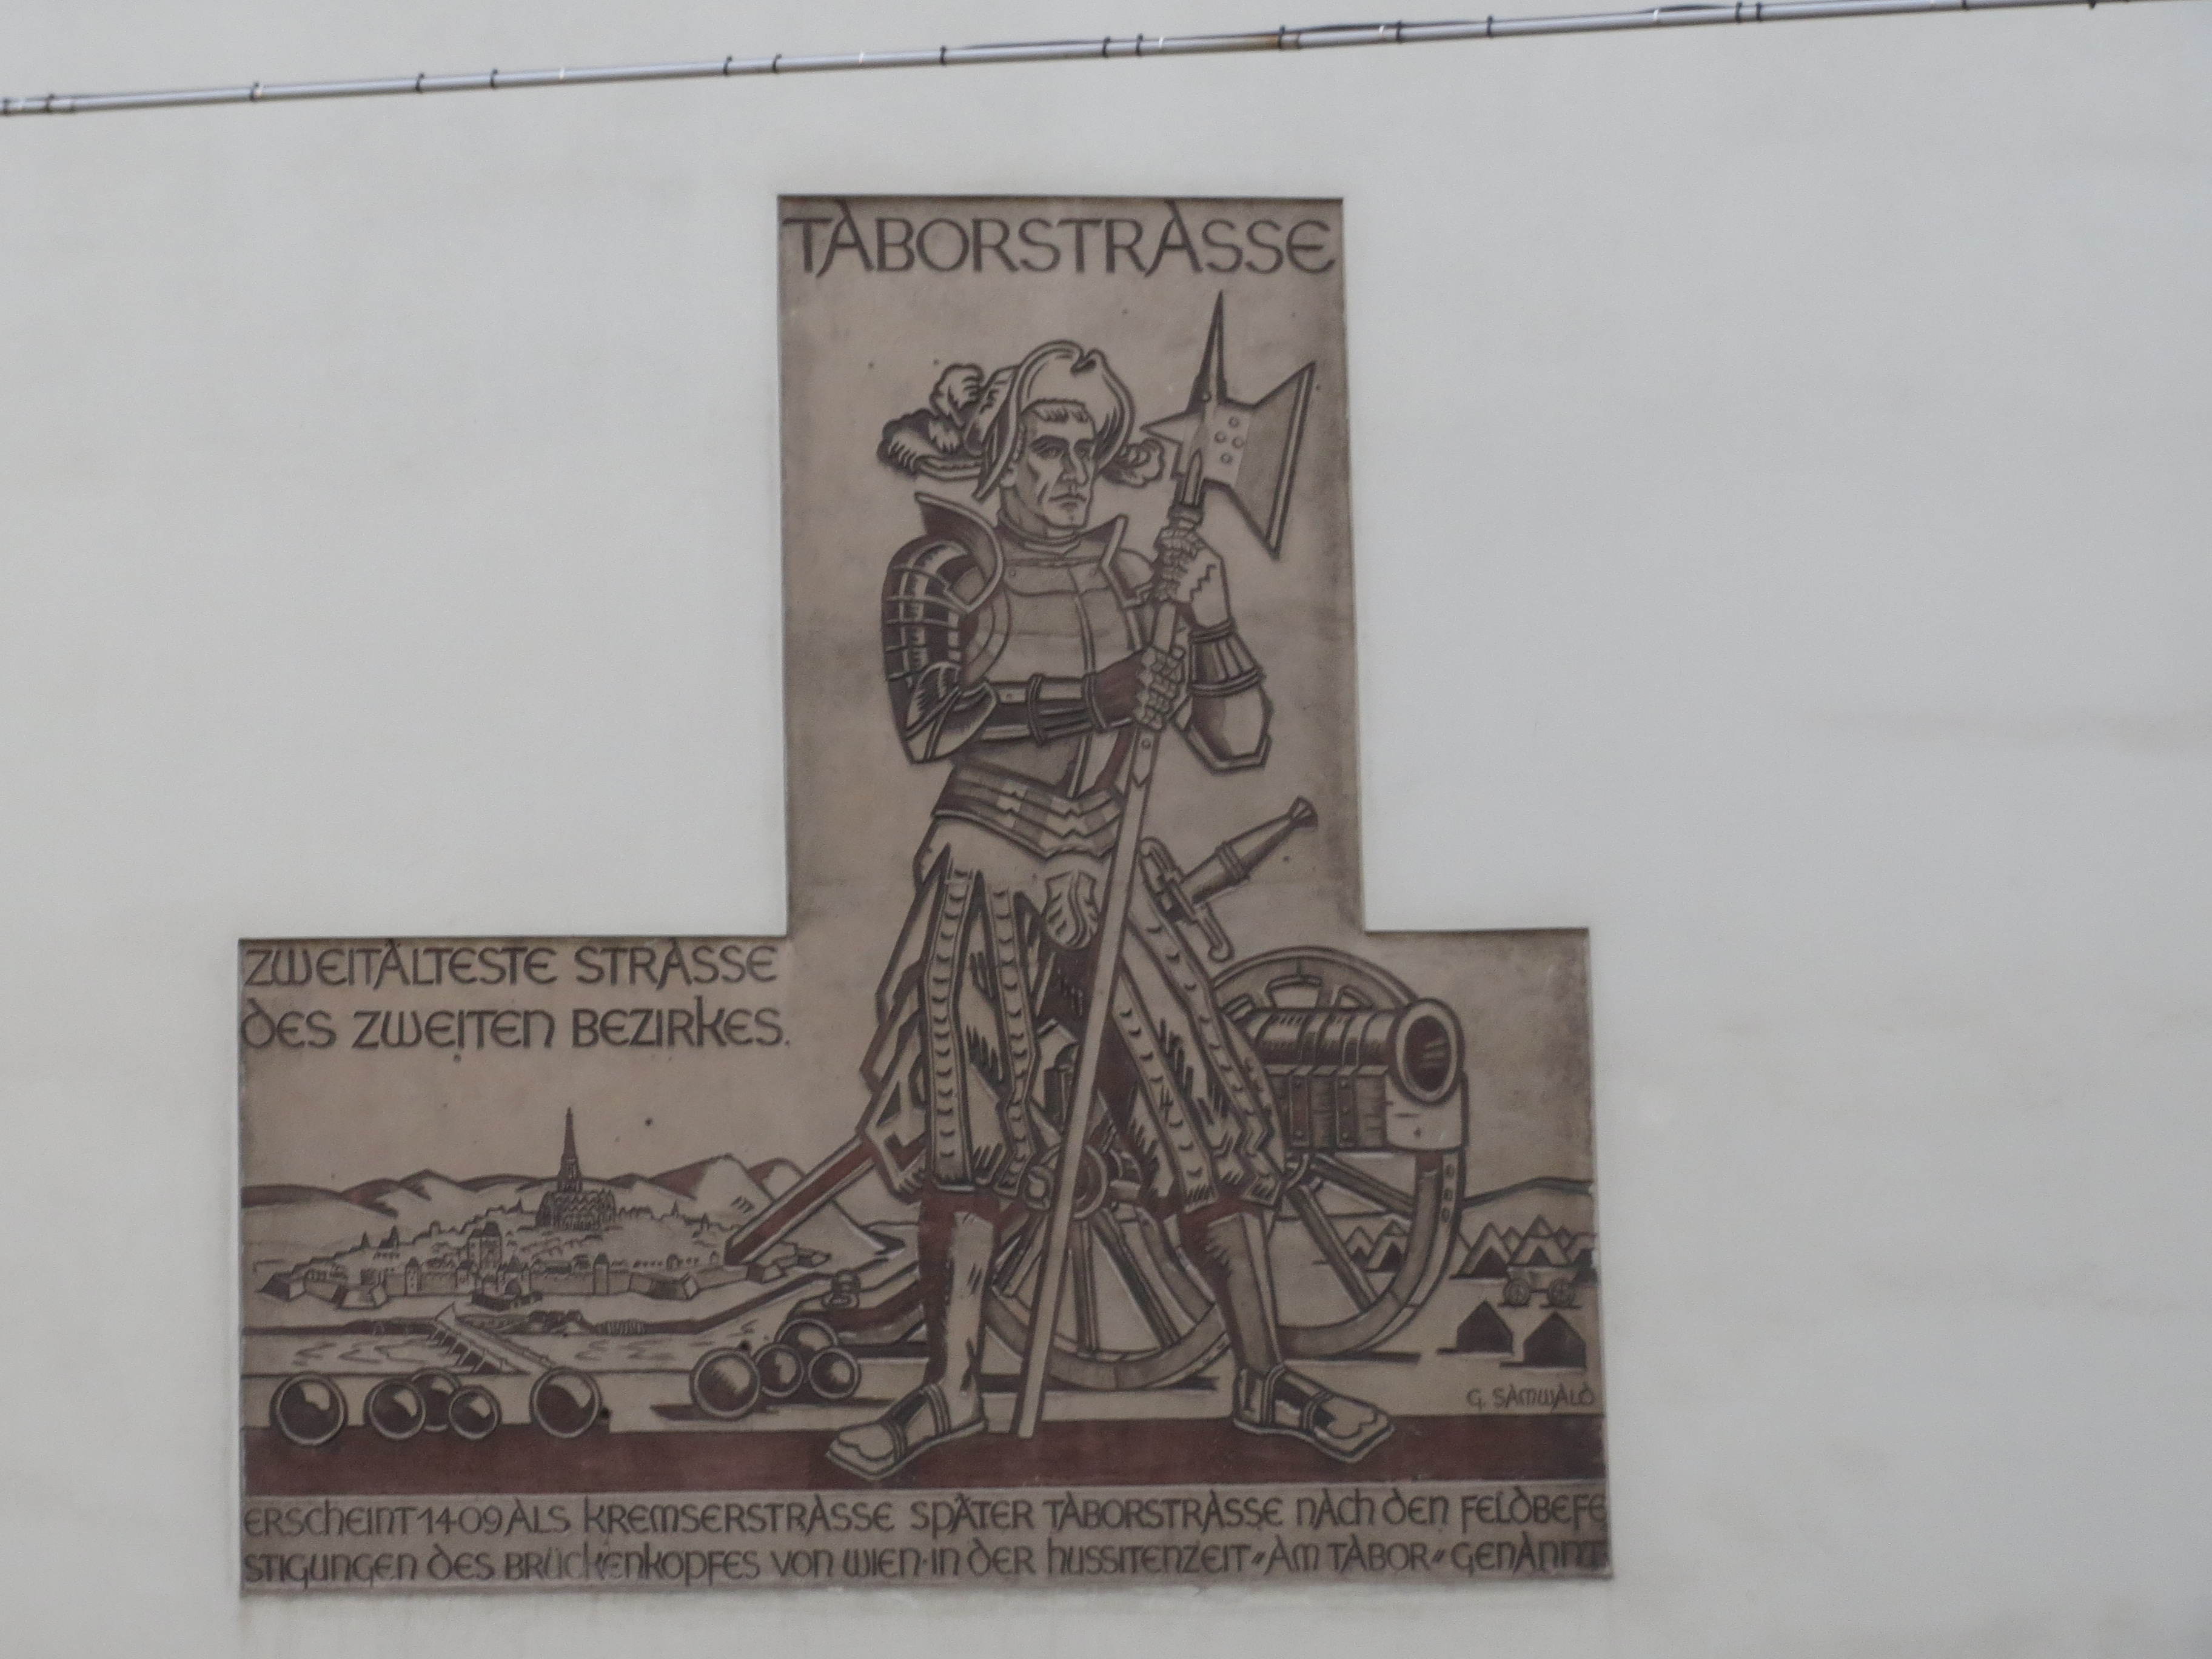 TABORSTRASSE
ZWEITÄLTESTE STRASSE
DES ZWEITEN BEZIRKES.
G. SAMWALD
ERSCHEINT 1409 ALS KREMSERSTRASSE SPÄTER TABORSTRASSE NACH DEN FELDBEFE
STIGUNGEN DES BRÜCKENKOPFES VON WIEN·IN DER HUSSITENZEIT "AM TABOR" GENANNT